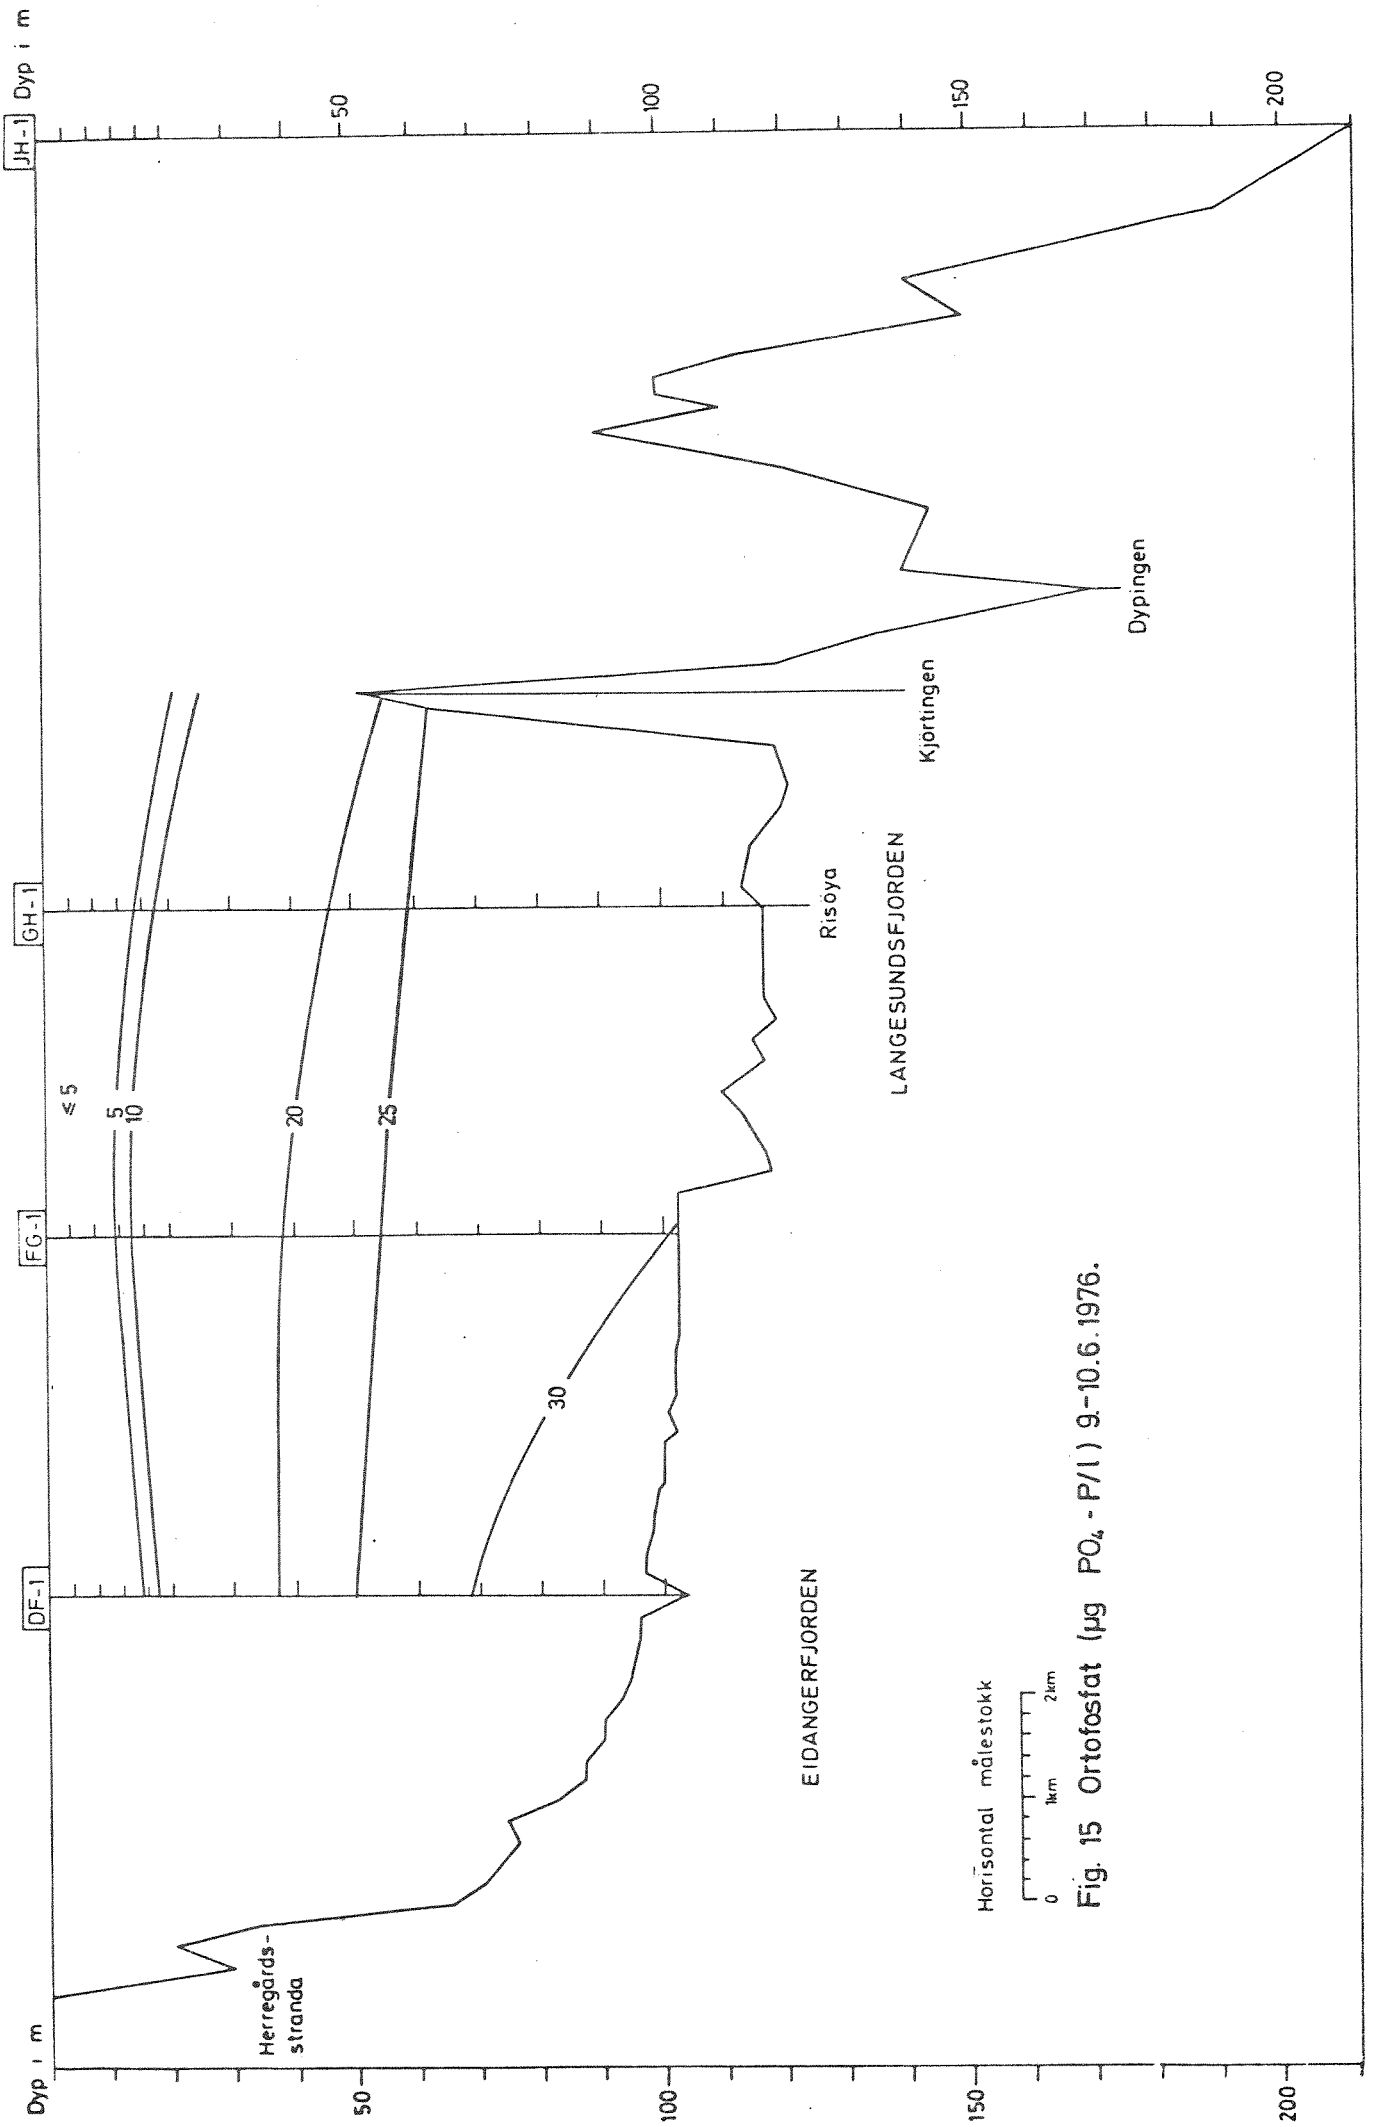 Dyp i m
DF-1
FG-1
GH-1
JH-1
Dyp i m
≤ 5
5
10
20
25
30
50
100
150
200
50
100
150
200
Herregårds-
stranda
EIDANGERFJORDEN
LANGESUNDSFJORDEN
Risöya
Kjörtingen
Dypingen
Horisontal målestokk
0 1km 2km
Fig. 15 Ortofosfat (µg PO₄ - P/l) 9.-10.6.1976.